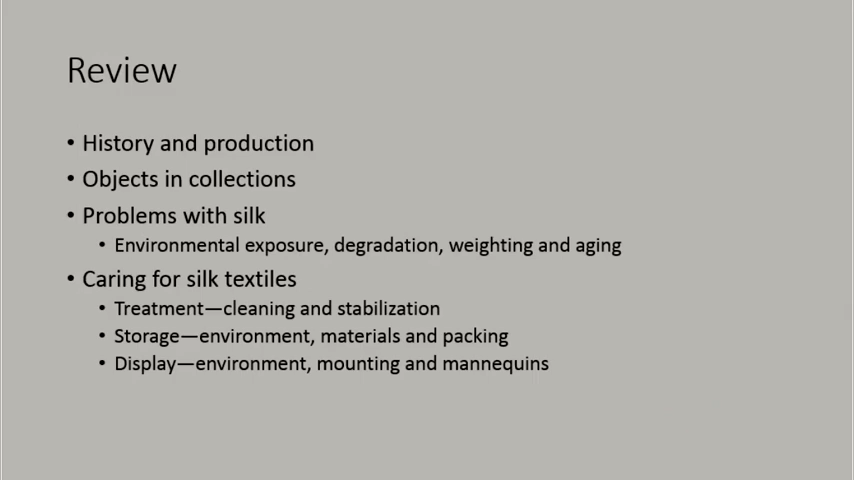 Review
• History and production
• Objects in collections
• Problems with silk
• Environmental exposure, degradation, weighting and aging
• Caring for silk textiles
• Treatment—cleaning and stabilization
• Storage—environment, materials and packing
• Display—environment, mounting and mannequins